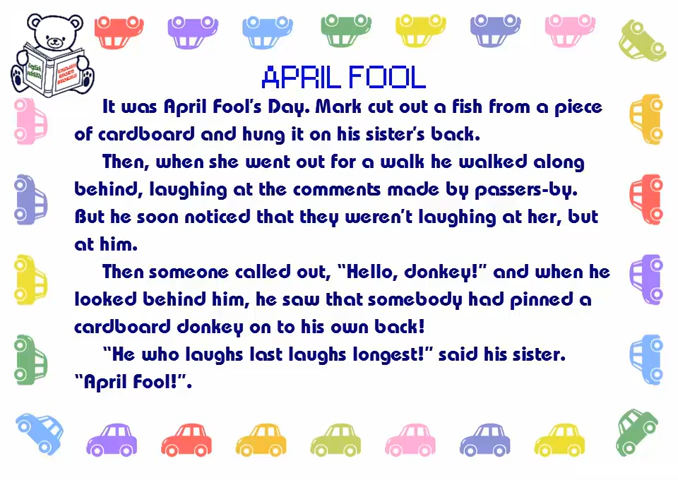 APRIL FOOL
It was April Fool's Day. Mark cut out a fish from a piece
of cardboard and hung it on his sister's back.
Then, when she went out for a walk he walked along
behind, laughing at the comments made by passers-by.
But he soon noticed that they weren't laughing at her, but
at him.
Then someone called out, “Hello, donkey!” and when he
looked behind him, he saw that somebody had pinned a
cardboard donkey on to his own back!
“He who laughs last laughs longest!” said his sister.
“April Fool!”.